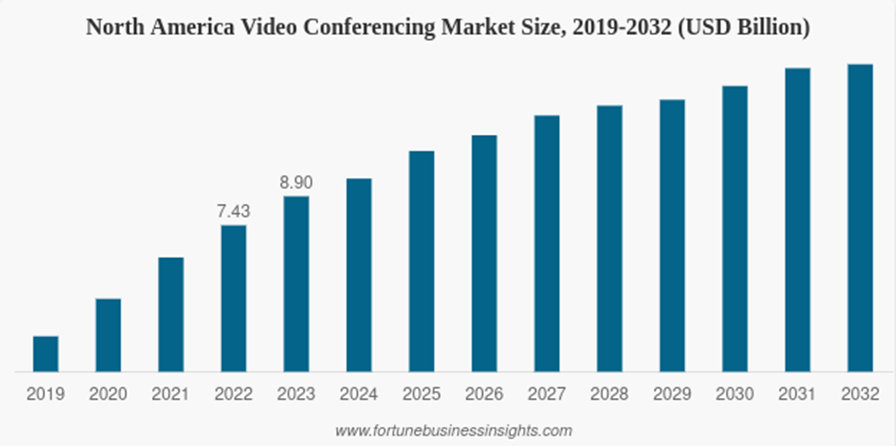 North America Video Conferencing Market Size, 2019-2032 (USD Billion)
8.90
7.43
2019 2020 2021 2022 2023 2024 2025 2026 2027 2028 2029 2030 2031 2032
www.fortunebusinessinsights.com